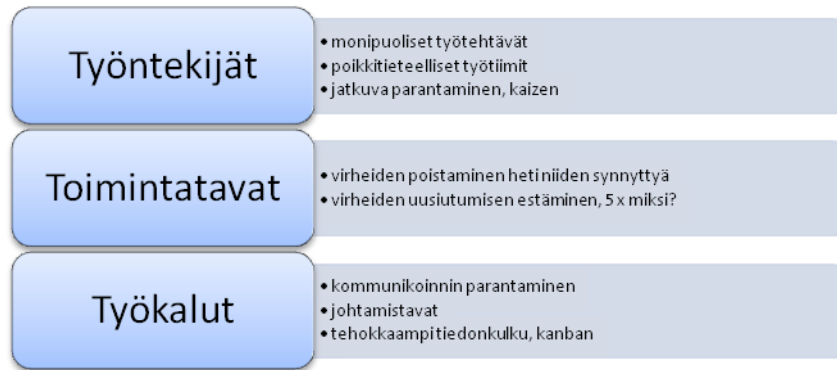 Työntekijät
• monipuoliset työtehtävät
• poikkitieteelliset työtiimit
• jatkuva parantaminen, kaizen
Toimintatavat
• virheiden poistaminen heti niiden synnyttyä
• virheiden uusiutumisen estäminen, 5 x miksi?
Työkalut
• kommunikoinnin parantaminen
• johtamistavat
• tehokkaampi tiedonkulku, kanban